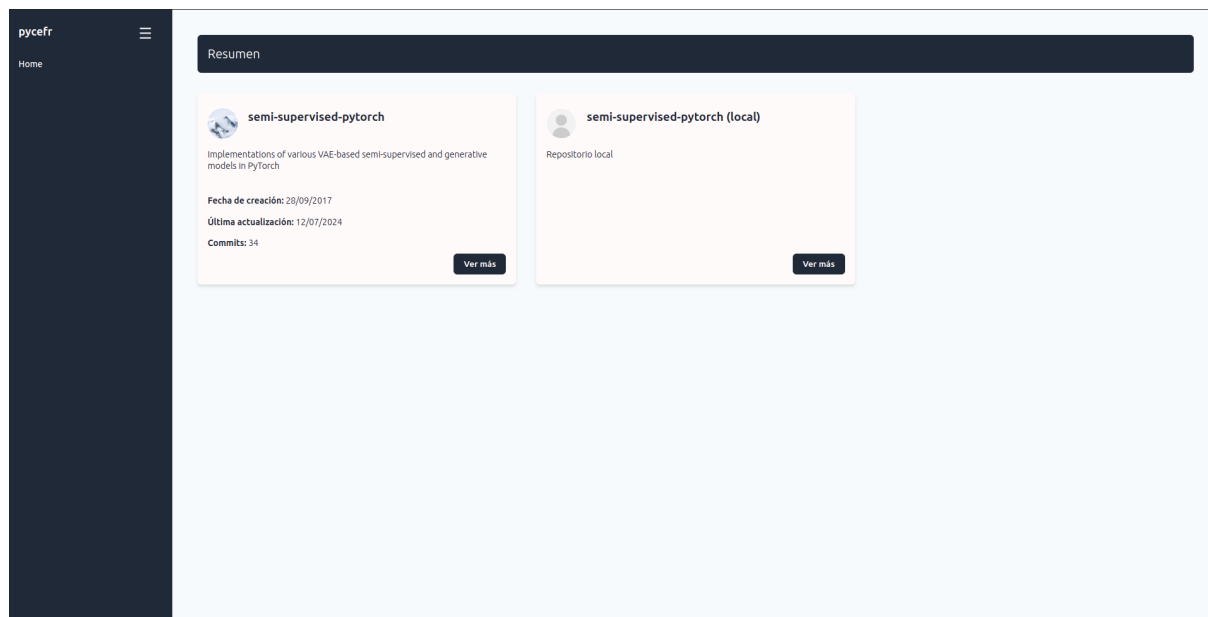 pycefr
Home
Resumen
semi-supervised-pytorch
Implementations of various VAE-based semi-supervised and generative
models in PyTorch
Fecha de creación: 28/09/2017
Última actualización: 12/07/2024
Commits: 34
Ver más
semi-supervised-pytorch (local)
Repositorio local
Ver más